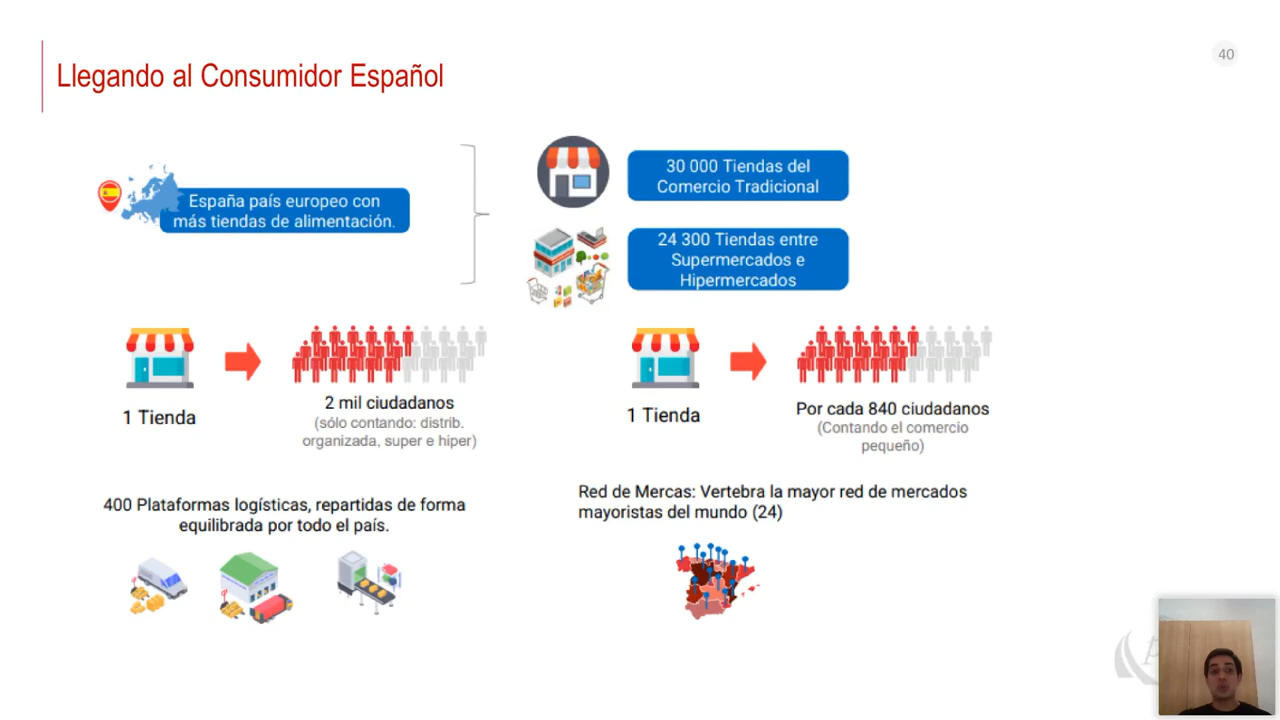 40
Llegando al Consumidor Español
España país europeo con
más tiendas de alimentación.
30 000 Tiendas del
Comercio Tradicional
24 300 Tiendas entre
Supermercados e
Hipermercados
1 Tienda
2 mil ciudadanos
(sólo contando: distrib.
organizada, super e hiper)
1 Tienda
Por cada 840 ciudadanos
(Contando el comercio
pequeño)
400 Plataformas logísticas, repartidas de forma
equilibrada por todo el país.
Red de Mercas: Vertebra la mayor red de mercados
mayoristas del mundo (24)